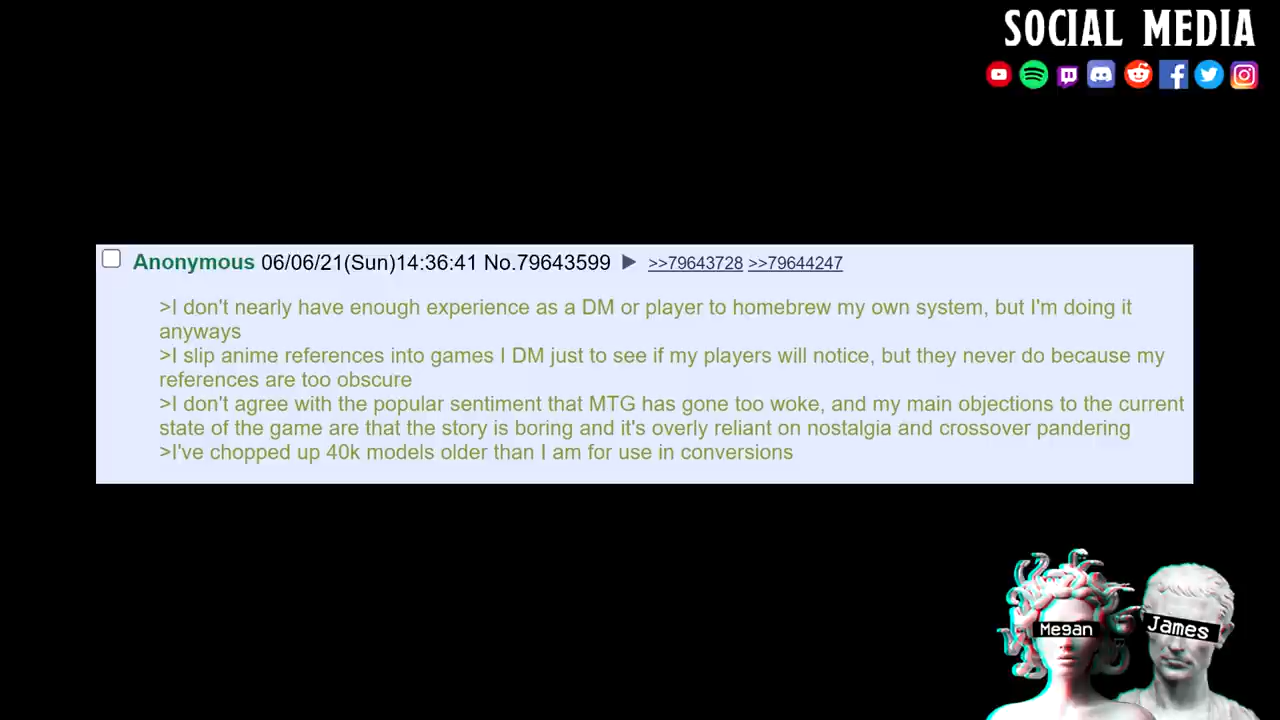 SOCIAL MEDIA
Anonymous 06/06/21(Sun)14:36:41 No.79643599 ▶ >>79643728 >>79644247
>I don't nearly have enough experience as a DM or player to homebrew my own system, but I'm doing it
anyways
>I slip anime references into games I DM just to see if my players will notice, but they never do because my
references are too obscure
>I don't agree with the popular sentiment that MTG has gone too woke, and my main objections to the current
state of the game are that the story is boring and it's overly reliant on nostalgia and crossover pandering
>I've chopped up 40k models older than I am for use in conversions
Megan
James